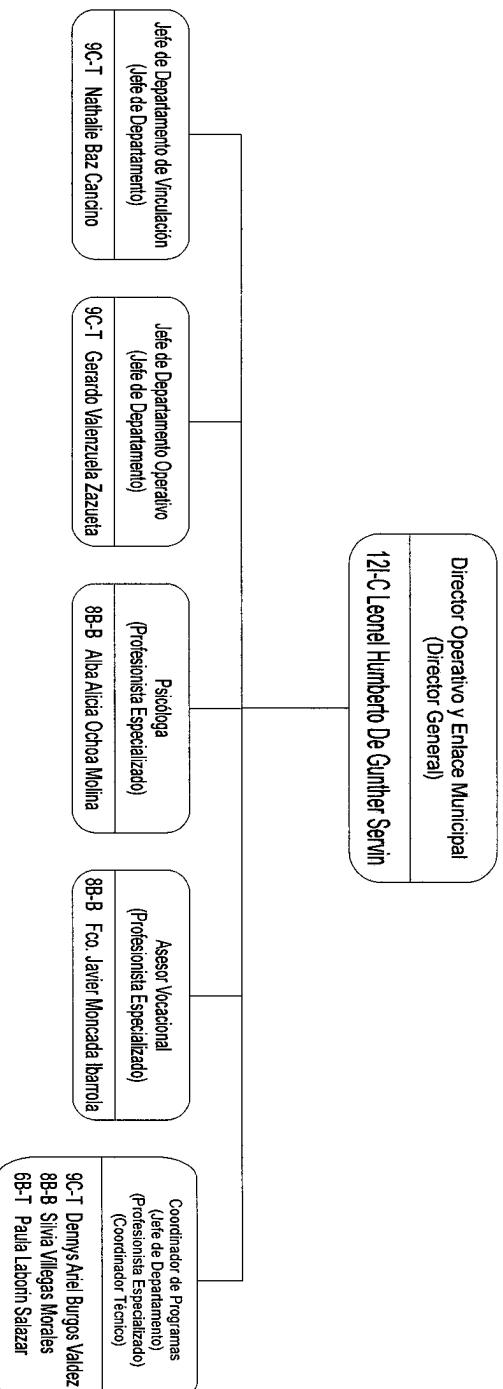 Director Operativo y Enlace Municipal
(Director General)
12I-C Leonel Humberto De Gunther Servin
Jefe de Departamento de Vinculación
(Jefe de Departamento)
9C-T Nathalie Baz Cancino
Jefe de Departamento Operativo
(Jefe de Departamento)
9C-T Gerardo Valenzuela Zazueta
Psicóloga
(Profesionista Especializado)
8B-B Alba Alicia Ochoa Molina
Asesor Vocacional
(Profesionista Especializado)
8B-B Fco. Javier Moncada Ibarrola
Coordinador de Programas
(Jefe de Departamento)
(Profesionista Especializado)
(Coordinador Técnico)
9C-T Dennys Ariel Burgos Valdez
8B-B Silvia Villegas Morales
6B-T Paula Laborin Salazar